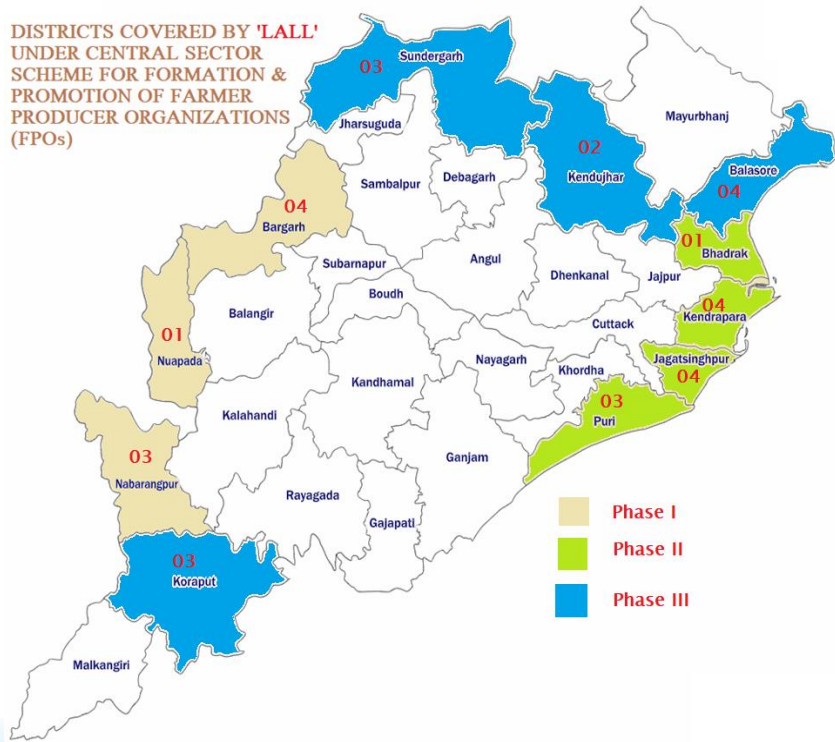 DISTRICTS COVERED BY 'LALL'
UNDER CENTRAL SECTOR
SCHEME FOR FORMATION &
PROMOTION OF FARMER
PRODUCER ORGANIZATIONS
(FPOs)
03
Sundergarh
Jharsuguda
Mayurbhanj
02
Kendujhar
Balasore
04
Debagarh
Sambalpur
04
Bargarh
01
Bhadrak
Subarnapur
Angul
Dhenkanal
Jajpur
Boudh
Balangir
04
Kendrapara
Cuttack
01
Nuapada
Nayagarh
Jagatsinghpur
04
Khordha
Kandhamal
03
Puri
Kalahandi
03
Nabarangpur
Ganjam
Rayagada
Gajapati
03
Koraput
Malkangiri
Phase I
Phase II
Phase III